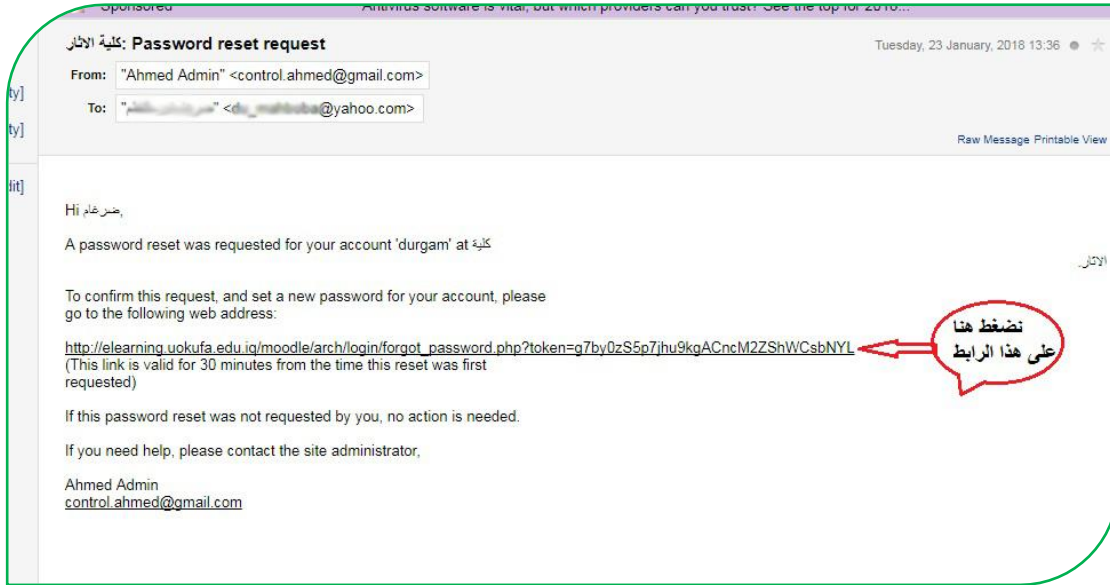 Sponsored Antivirus software is vital, but which providers can you trust? See the top for 2018...
كلية الاثار: Password reset request
Tuesday, 23 January, 2018 13:36
From: "Ahmed Admin" <control.ahmed@gmail.com>
To: @yahoo.com>
ty]
ty]
Raw Message Printable View
dit]
Hi ضرغام,
A password reset was requested for your account 'durgam' at كلية
الاثار.
To confirm this request, and set a new password for your account, please
go to the following web address:
http://elearning.uokufa.edu.iq/moodle/arch/login/forgot_password.php?token=g7by0zS5p7jhu9kgACncM2ZShWCsbNYL
(This link is valid for 30 minutes from the time this reset was first
requested)
نضغط هنا
على هذا الرابط
If this password reset was not requested by you, no action is needed.
If you need help, please contact the site administrator,
Ahmed Admin
control.ahmed@gmail.com